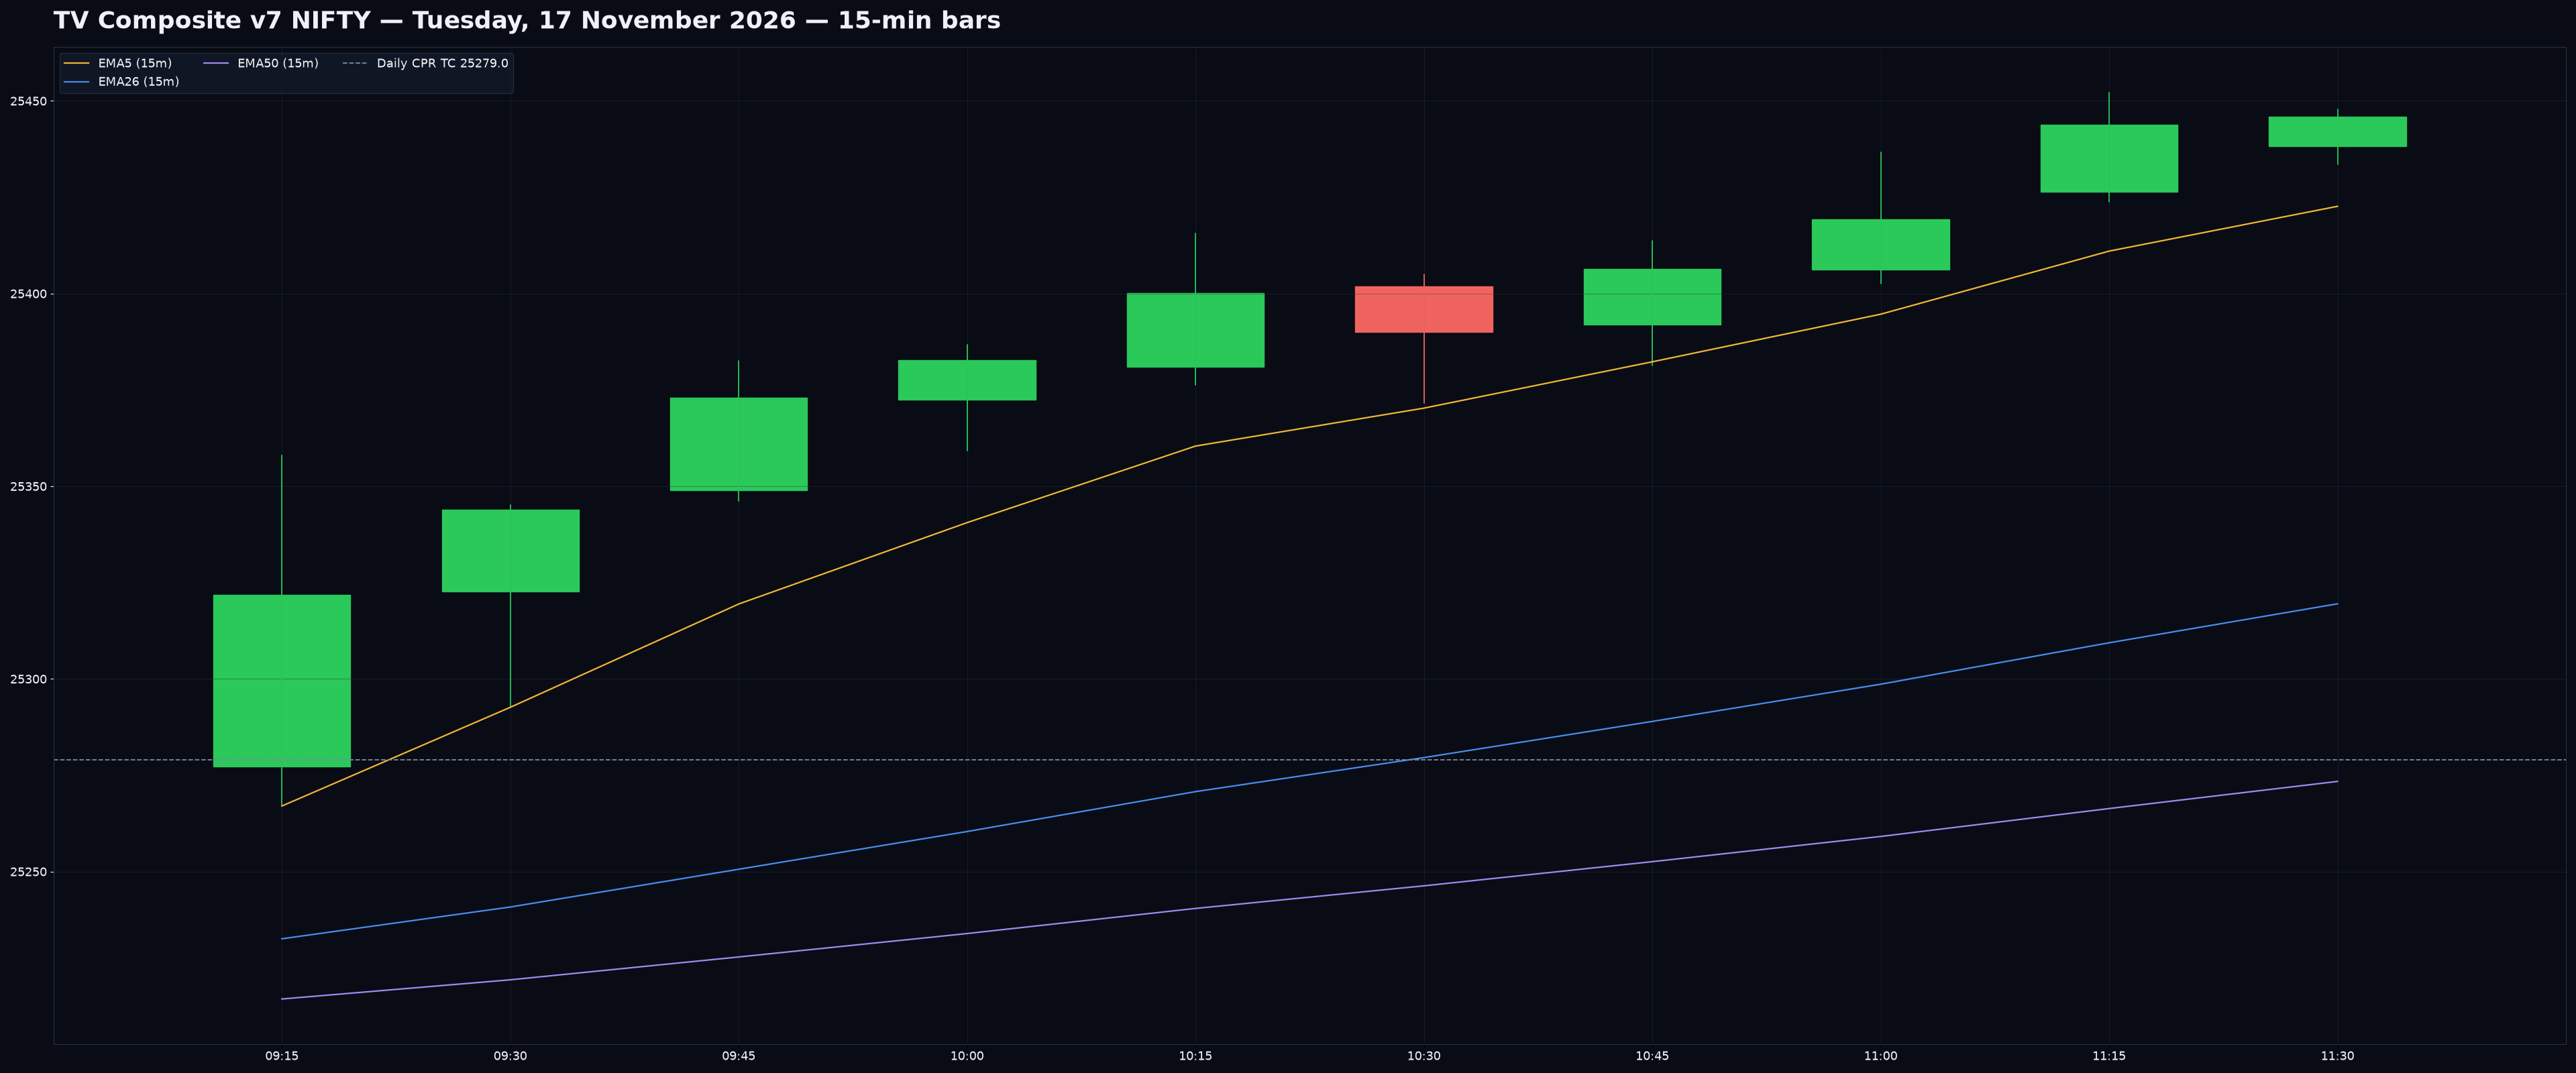 TV Composite v7 NIFTY — Tuesday, 17 November 2026 — 15-min bars
EMA5 (15m) EMA50 (15m) Daily CPR TC 25279.0
EMA26 (15m)
25450
25400
25350
25300
25250
09:15 09:30 09:45 10:00 10:15 10:30 10:45 11:00 11:15 11:30